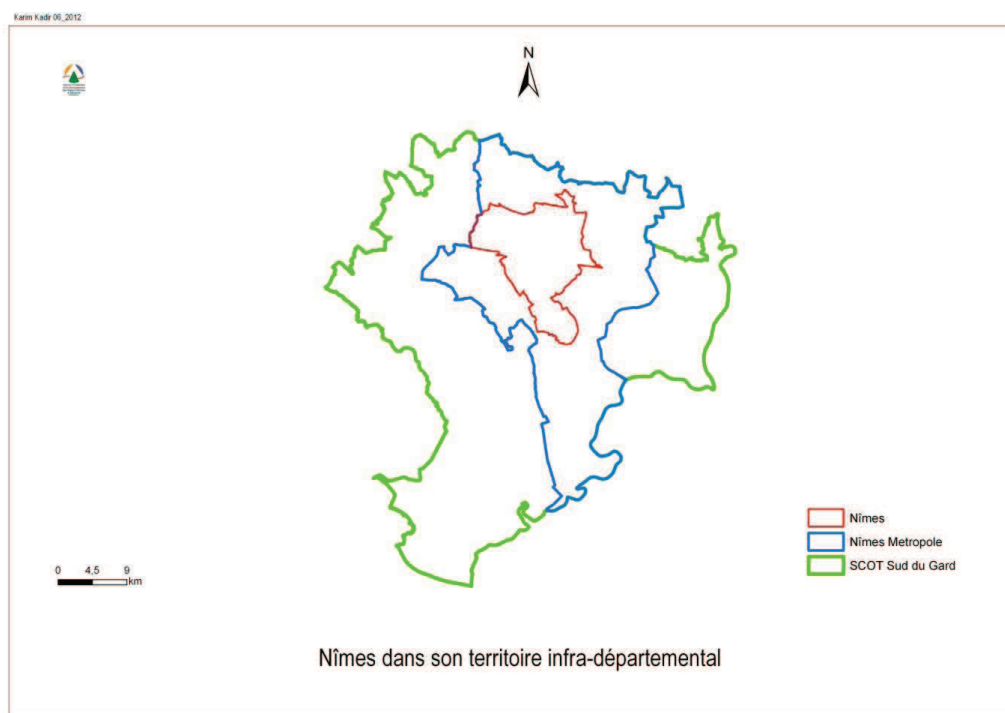 Karim Kadir 06_2012
N
Nîmes
Nîmes Metropole
SCOT Sud du Gard
0 4,5 9
km
Nîmes dans son territoire infra-départemental